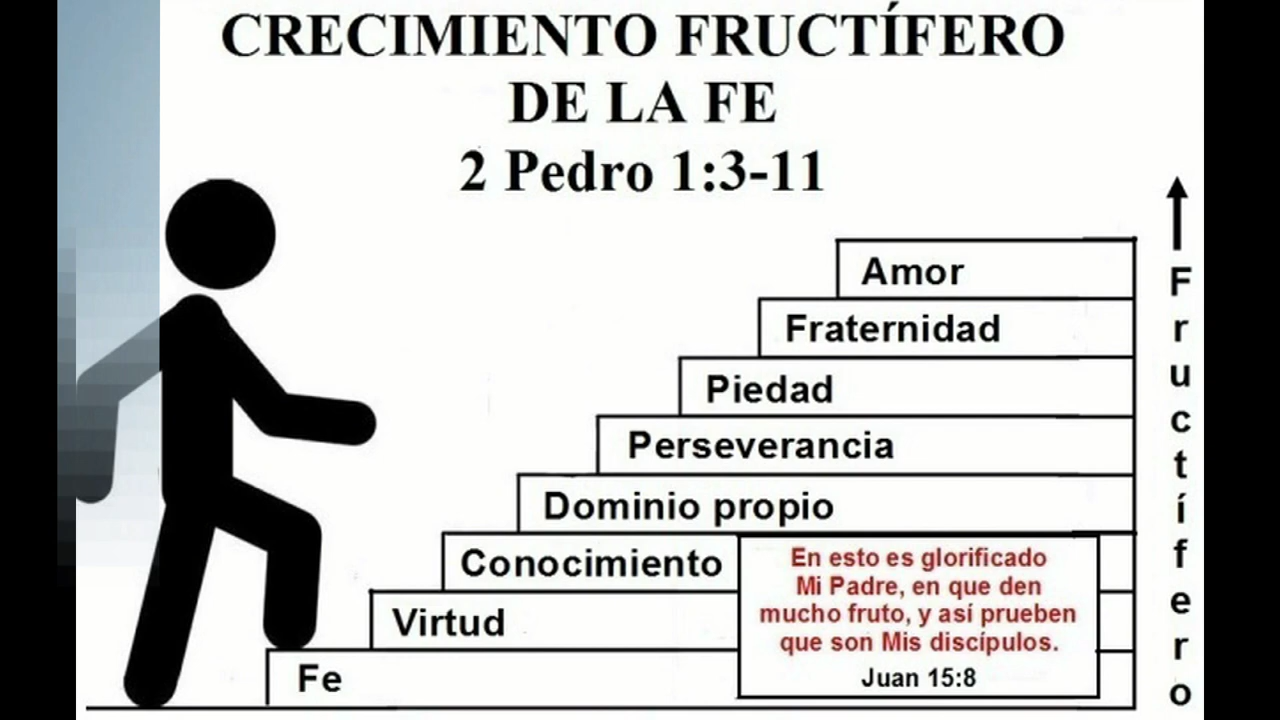 CRECIMIENTO FRUCTÍFERO
DE LA FE
2 Pedro 1:3-11
Amor
Fraternidad
Piedad
Perseverancia
Dominio propio
Conocimiento
Virtud
Fe
En esto es glorificado
Mi Padre, en que den
mucho fruto, y así prueben
que son Mis discípulos.
Juan 15:8
Fructífero